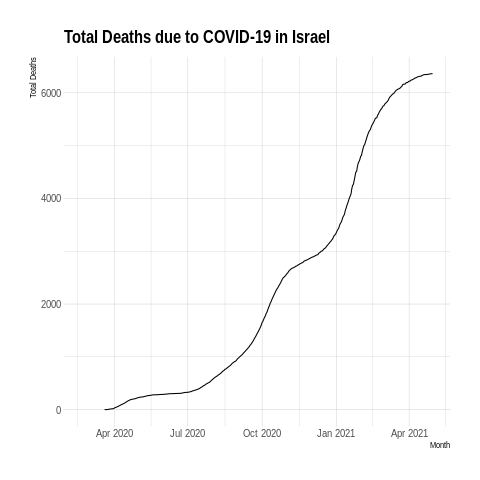 Total Deaths due to COVID-19 in Israel
Total Deaths
6000
4000
2000
0
Apr 2020
Jul 2020
Oct 2020
Jan 2021
Apr 2021
Month